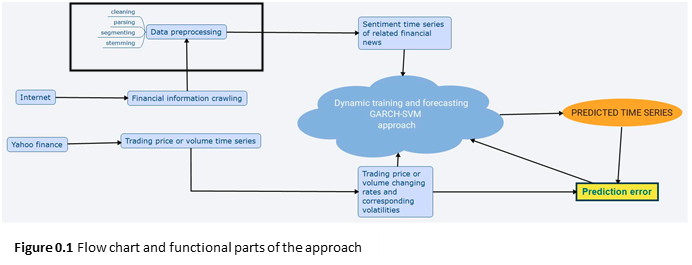 cleaning
parsing
segmenting
stemming
Data preprocessing
Sentiment time series
of related financial
news
Internet
Financial information crawling
Dynamic training and forecasting
GARCH-SVM
approach
PREDICTED TIME SERIES
Yahoo finance
Trading price or volume time series
Trading price or
volume changing
rates and
corresponding
volatilities
Prediction error
Figure 0.1 Flow chart and functional parts of the approach